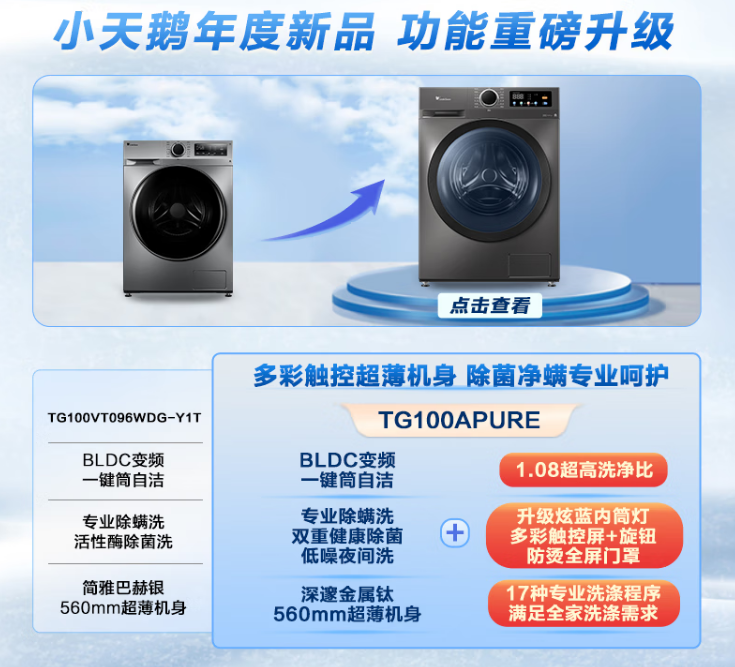 小天鹅年度新品 功能重磅升级
点击查看
多彩触控超薄机身 除菌净螨专业呵护
TG100VT096WDG-Y1T
TG100APURE
BLDC变频
一键筒自洁
BLDC变频
一键筒自洁
1.08超高洗净比
专业除螨洗
活性酶除菌洗
专业除螨洗
双重健康除菌
低噪夜间洗
+
升级炫蓝内筒灯
多彩触控屏+旋钮
防烫全屏门罩
简雅巴赫银
560mm超薄机身
深邃金属钛
560mm超薄机身
17种专业洗涤程序
满足全家洗涤需求